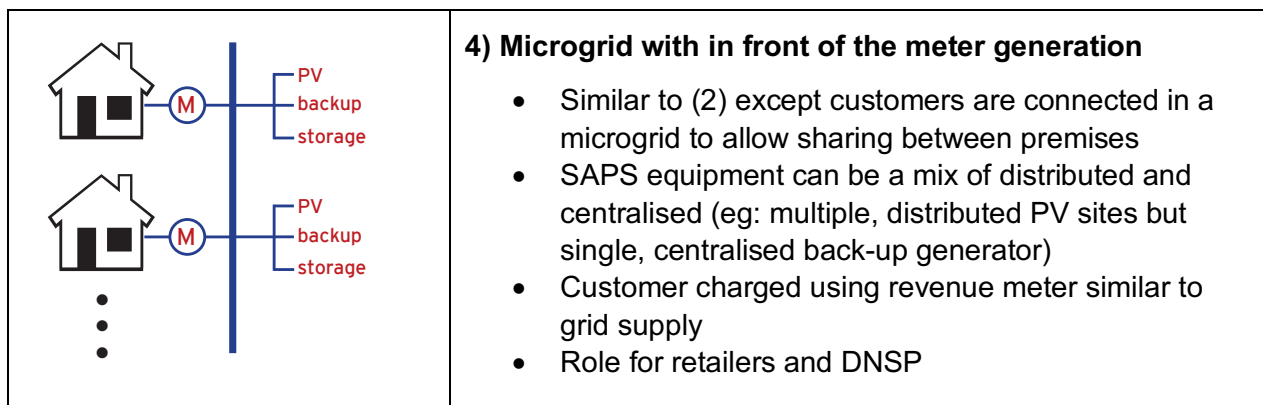 M
PV
backup
storage
M
PV
backup
storage
4) Microgrid with in front of the meter generation
• Similar to (2) except customers are connected in a
microgrid to allow sharing between premises
• SAPS equipment can be a mix of distributed and
centralised (eg: multiple, distributed PV sites but
single, centralised back-up generator)
• Customer charged using revenue meter similar to
grid supply
• Role for retailers and DNSP